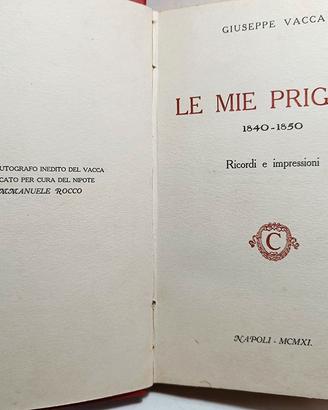 UTOGRAFO INEDITO DEL VACCA
CATO PER CURA DEL NIPOTE
MMANUELE ROCCO
GIUSEPPE VACCA
LE MIE PRIG
1840-1850
Ricordi e impressioni
C
NAPOLI - MCMXI.